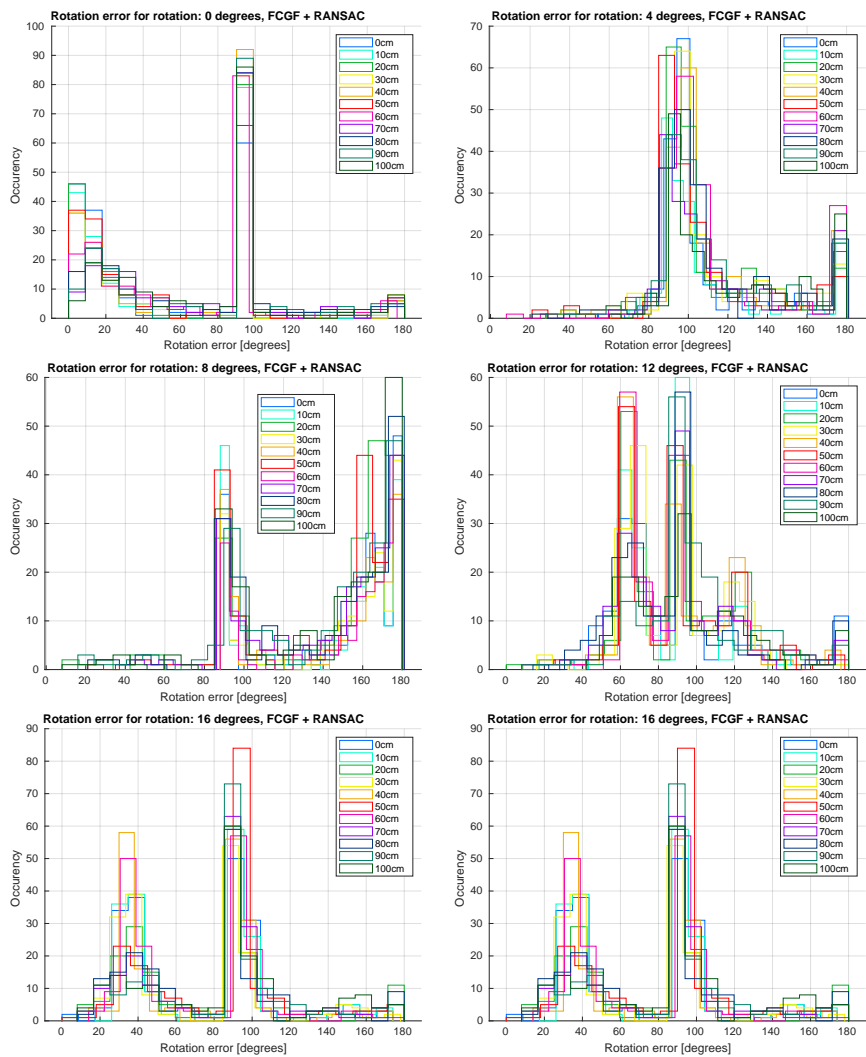 Rotation error for rotation: 0 degrees, FCGF + RANSAC
100
90
80
70
60
50
40
30
20
10
0
Occurency
0 20 40 60 80 100 120 140 160 180
Rotation error [degrees]
0cm
10cm
20cm
30cm
40cm
50cm
60cm
70cm
80cm
90cm
100cm
Rotation error for rotation: 4 degrees, FCGF + RANSAC
70
60
50
40
30
20
10
0
Occurency
0 20 40 60 80 100 120 140 160 180
Rotation error [degrees]
0cm
10cm
20cm
30cm
40cm
50cm
60cm
70cm
80cm
90cm
100cm
Rotation error for rotation: 8 degrees, FCGF + RANSAC
60
50
40
30
20
10
0
Occurency
0 20 40 60 80 100 120 140 160 180
Rotation error [degrees]
0cm
10cm
20cm
30cm
40cm
50cm
60cm
70cm
80cm
90cm
100cm
Rotation error for rotation: 12 degrees, FCGF + RANSAC
60
50
40
30
20
10
0
Occurency
0 20 40 60 80 100 120 140 160 180
Rotation error [degrees]
0cm
10cm
20cm
30cm
40cm
50cm
60cm
70cm
80cm
90cm
100cm
Rotation error for rotation: 16 degrees, FCGF + RANSAC
90
80
70
60
50
40
30
20
10
0
Occurency
0 20 40 60 80 100 120 140 160 180
Rotation error [degrees]
0cm
10cm
20cm
30cm
40cm
50cm
60cm
70cm
80cm
90cm
100cm
Rotation error for rotation: 16 degrees, FCGF + RANSAC
90
80
70
60
50
40
30
20
10
0
Occurency
0 20 40 60 80 100 120 140 160 180
Rotation error [degrees]
0cm
10cm
20cm
30cm
40cm
50cm
60cm
70cm
80cm
90cm
100cm